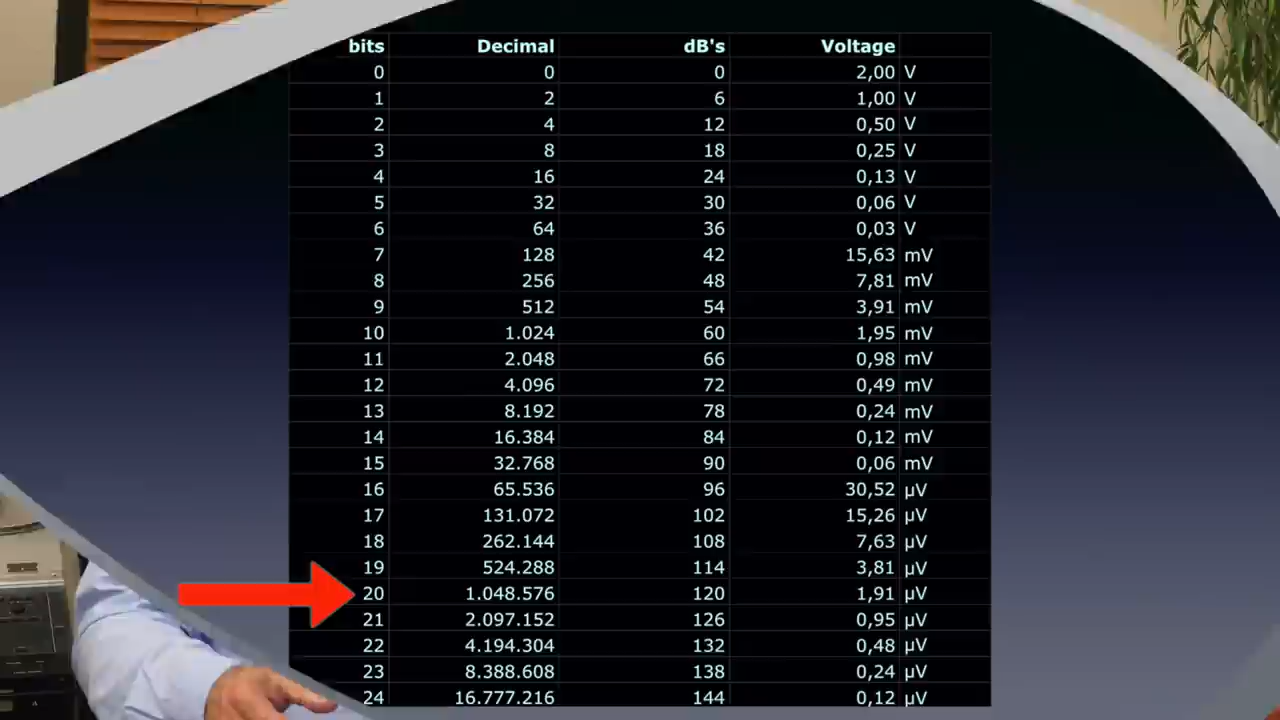 bits Decimal dB's Voltage
0 0 0 2,00 V
1 2 6 1,00 V
2 4 12 0,50 V
3 8 18 0,25 V
4 16 24 0,13 V
5 32 30 0,06 V
6 64 36 0,03 V
7 128 42 15,63 mV
8 256 48 7,81 mV
9 512 54 3,91 mV
10 1.024 60 1,95 mV
11 2.048 66 0,98 mV
12 4.096 72 0,49 mV
13 8.192 78 0,24 mV
14 16.384 84 0,12 mV
15 32.768 90 0,06 mV
16 65.536 96 30,52 µV
17 131.072 102 15,26 µV
18 262.144 108 7,63 µV
19 524.288 114 3,81 µV
20 1.048.576 120 1,91 µV
21 2.097.152 126 0,95 µV
22 4.194.304 132 0,48 µV
23 8.388.608 138 0,24 µV
24 16.777.216 144 0,12 µV